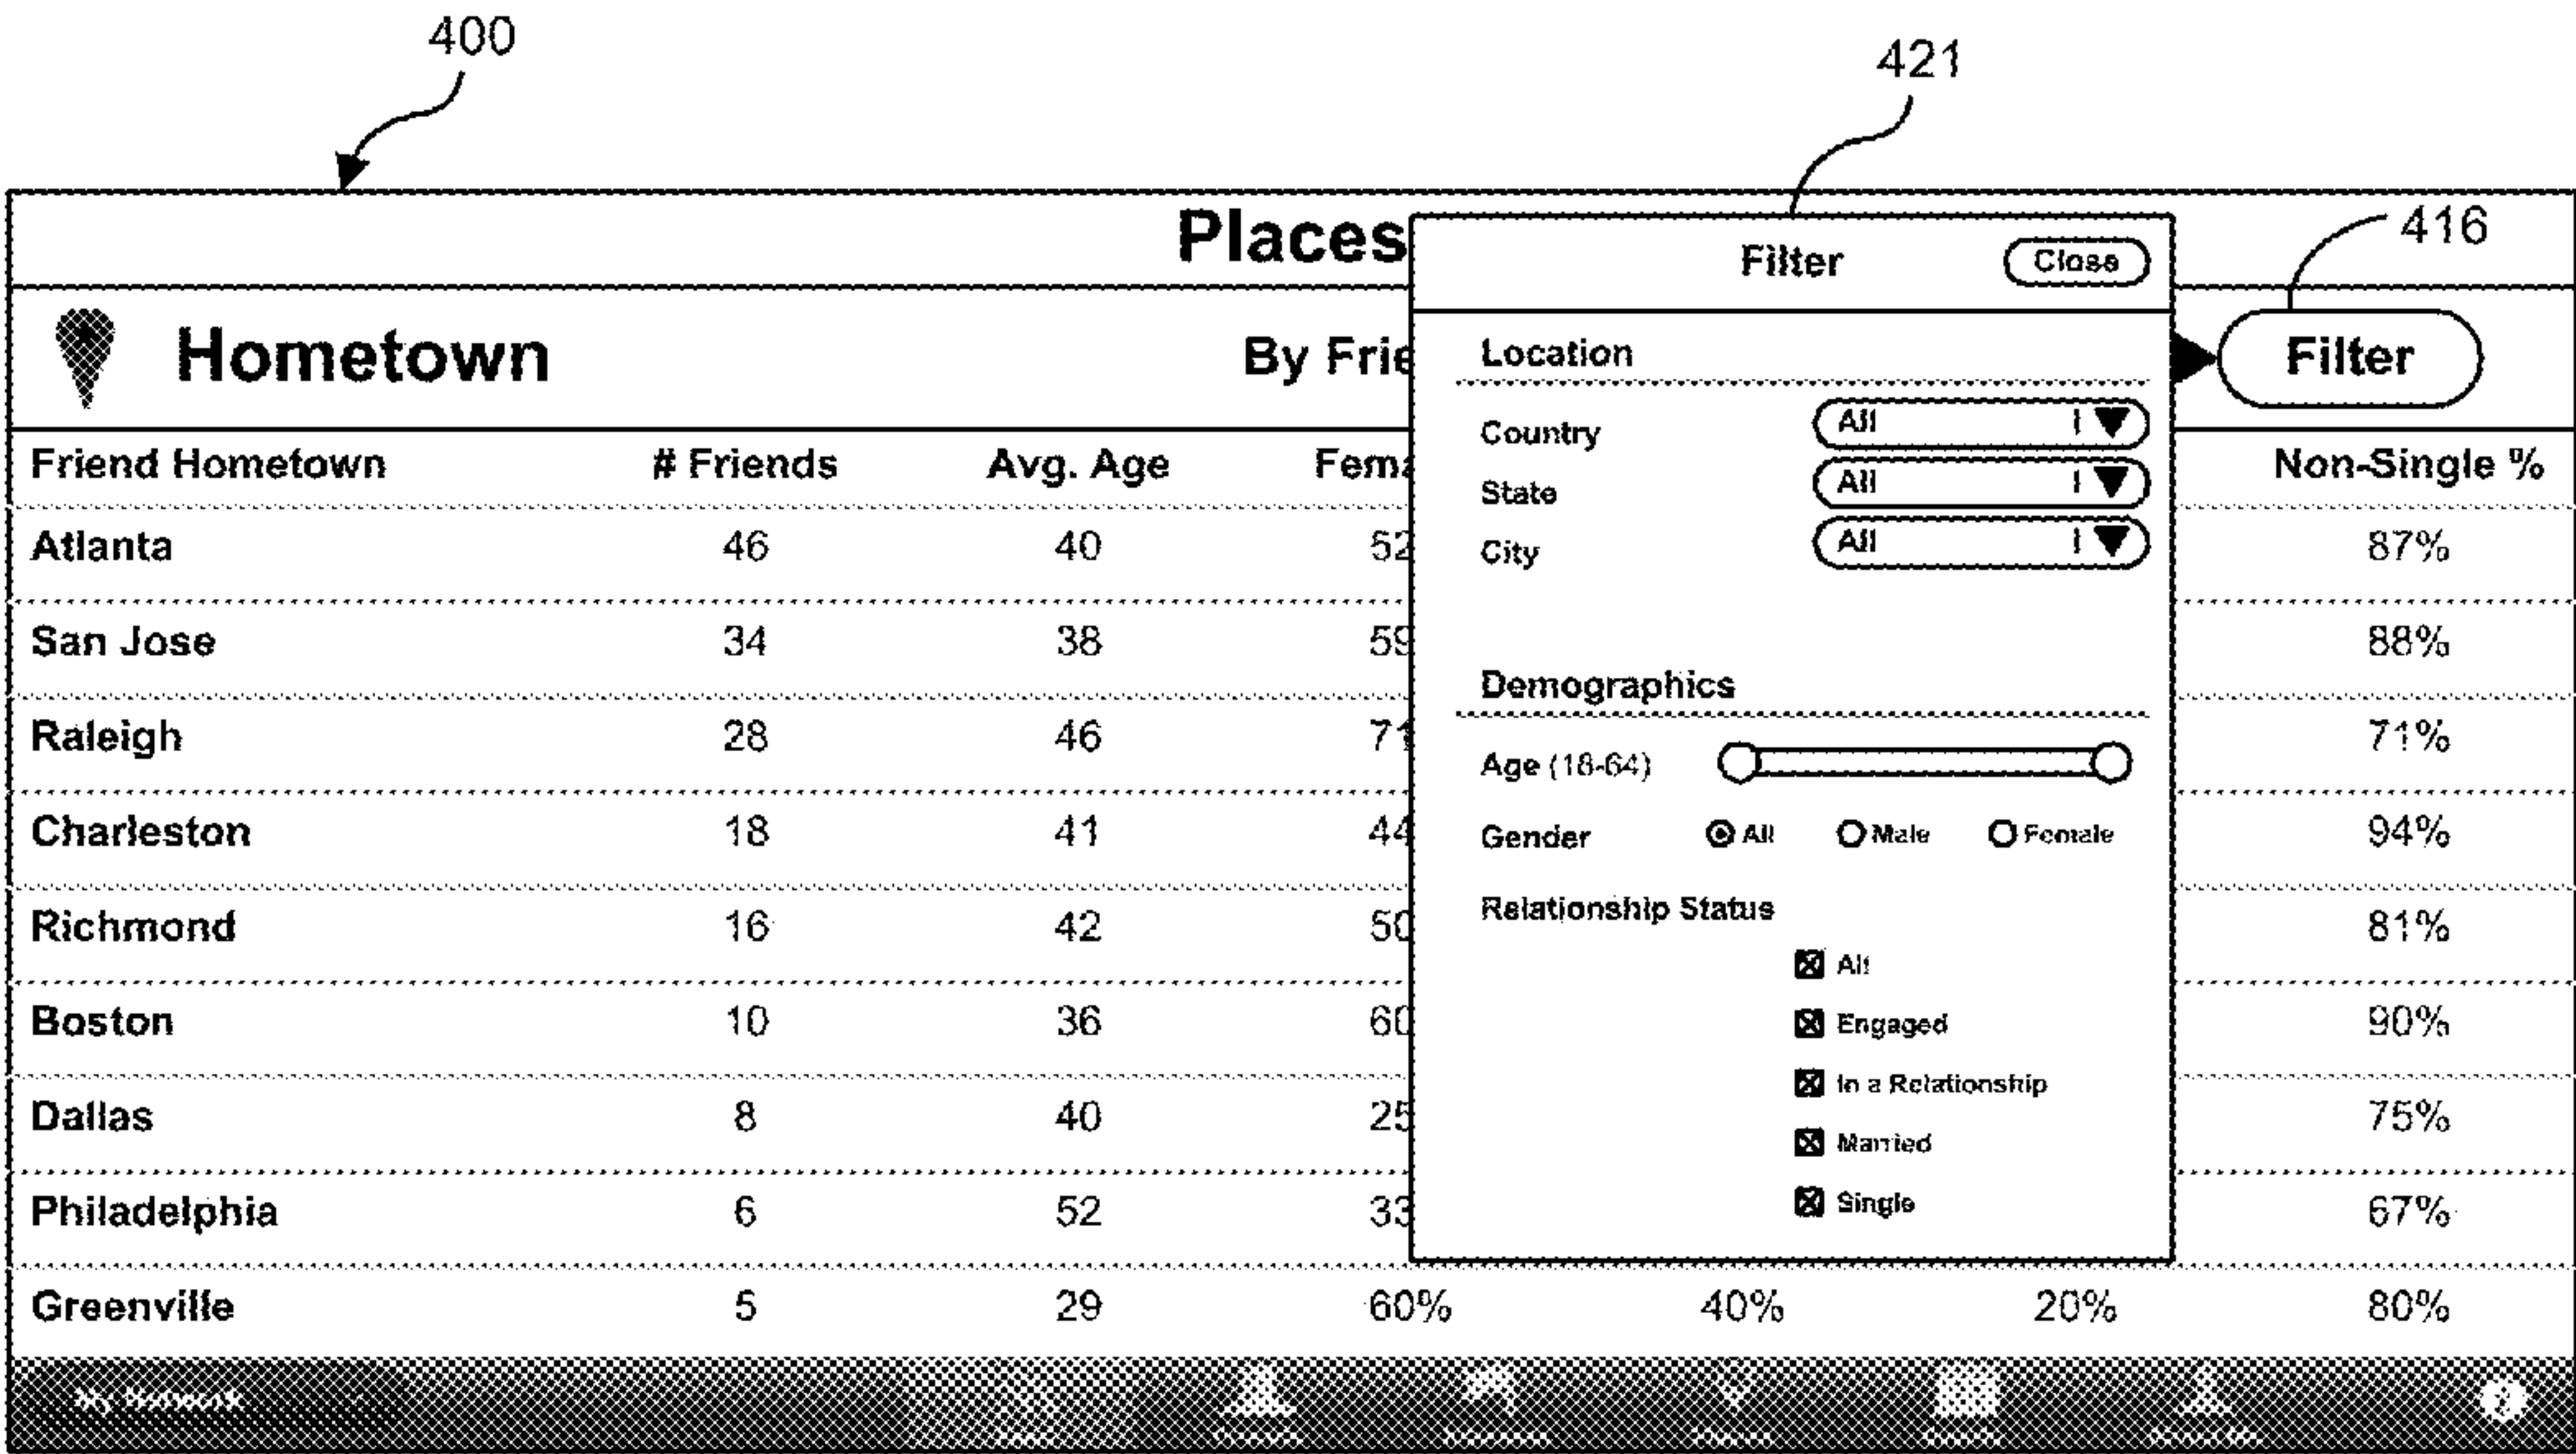 400
421
Places
Filter Close
416
Hometown
By Frie
Location
Filter
Country All
State All
City All
Friend Hometown # Friends Avg. Age Fema Non-Single %
Atlanta 46 40 52 87%
San Jose 34 38 59 88%
Demographics
Raleigh 28 46 71 71%
Age (18-64)
Charleston 18 41 44 94%
Gender All Male Female
Relationship Status
Richmond 16 42 50 81%
All
Boston 10 36 60 90%
Engaged
In a Relationship
Dallas 8 40 25 75%
Married
Philadelphia 6 52 33 67%
Single
Greenville 5 29 60% 40% 20% 80%
My Network